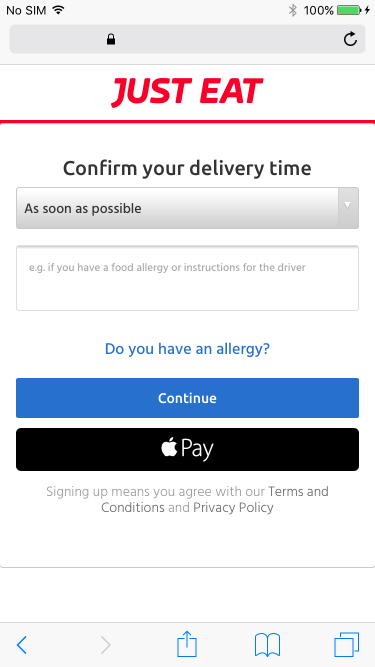 No SIM 100%
JUST EAT
Confirm your delivery time
As soon as possible
e.g. if you have a food allergy or instructions for the driver
Do you have an allergy?
Continue
Pay
Signing up means you agree with our Terms and
Conditions and Privacy Policy